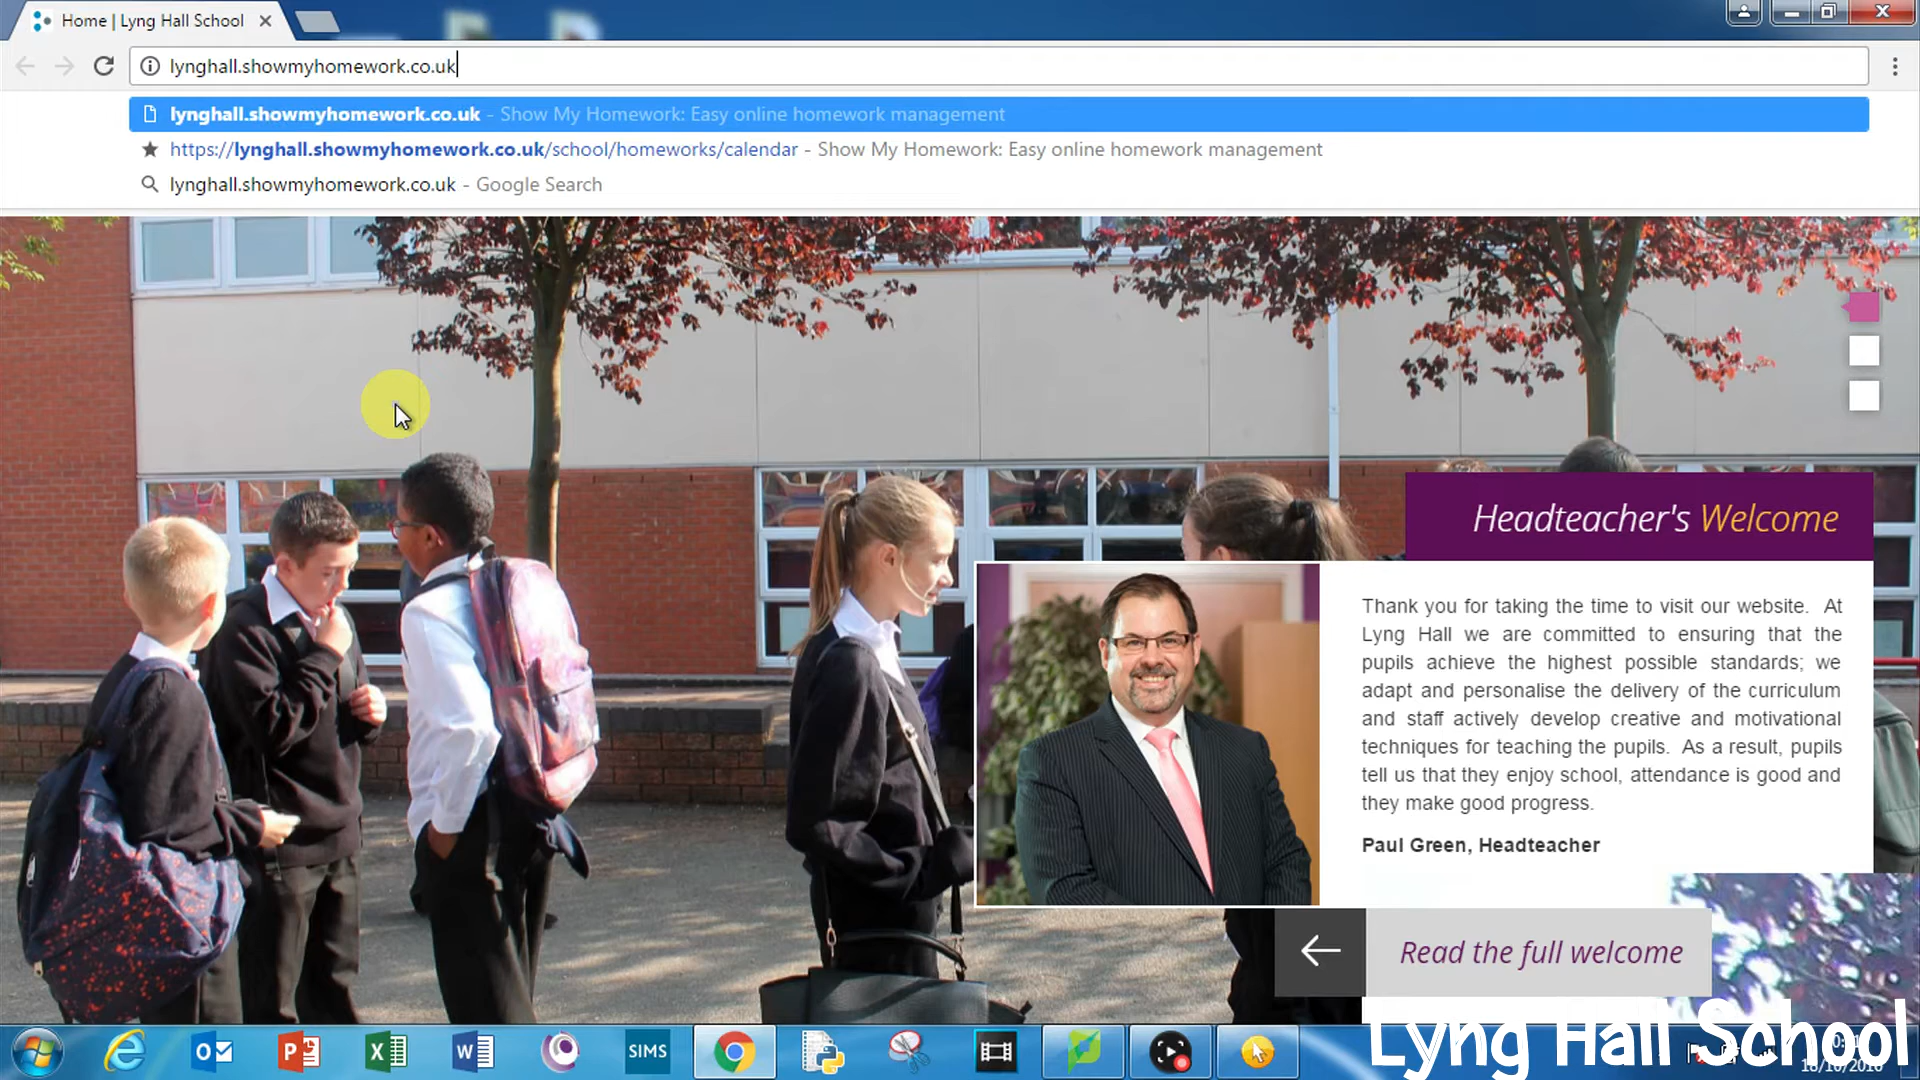 Home | Lyng Hall School
lynghall.showmyhomework.co.uk
lynghall.showmyhomework.co.uk - Show My Homework: Easy online homework management
https://lynghall.showmyhomework.co.uk/school/homeworks/calendar - Show My Homework: Easy online homework management
lynghall.showmyhomework.co.uk - Google Search
Headteacher's Welcome
Thank you for taking the time to visit our website. At
Lyng Hall we are committed to ensuring that the
pupils achieve the highest possible standards; we
adapt and personalise the delivery of the curriculum
and staff actively develop creative and motivational
techniques for teaching the pupils. As a result, pupils
tell us that they enjoy school, attendance is good and
they make good progress.
Paul Green, Headteacher
Read the full welcome
SIMS
Lyng Hall School
18/10/2016